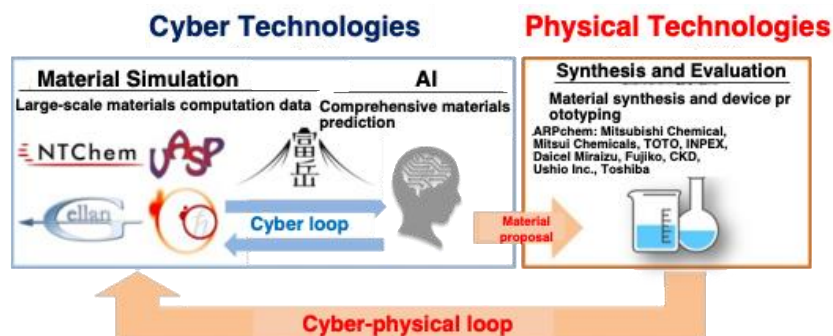 Cyber Technologies
Physical Technologies
Material Simulation
Large-scale materials computation data
NTChem
VASP
ellan
ħ
富
岳
AI
Comprehensive materials
prediction
Cyber loop
Material
proposal
Synthesis and Evaluation
Material synthesis and device pr
ototyping
ARPchem: Mitsubishi Chemical,
Mitsui Chemicals, TOTO, INPEX,
Daicel Miraizu, Fujiko, CKD,
Ushio Inc., Toshiba
Cyber-physical loop